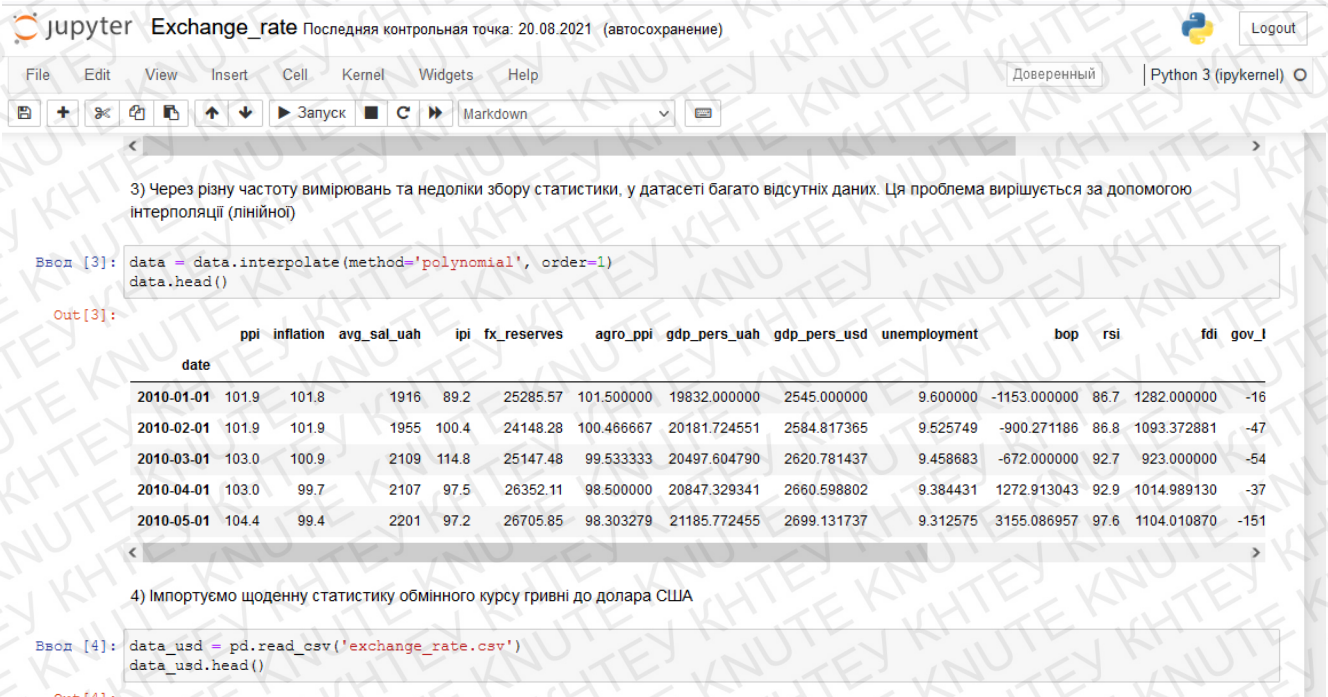 jupyter Exchange_rate Последняя контрольная точка: 20.08.2021 (автосохранение) Logout
File Edit View Insert Cell Kernel Widgets Help Доверенный Python 3 (ipykernel)
Запуск Markdown
3) Через різну частоту вимірювань та недоліки збору статистики, у датасеті багато відсутніх даних. Ця проблема вирішується за допомогою
інтерполяції (лінійної)
Ввод [3]: data = data.interpolate(method='polynomial', order=1)
data.head()
Out[3]:
ppi inflation avg_sal_uah ipi fx_reserves agro_ppi gdp_pers_uah gdp_pers_usd unemployment bop rsi fdi
date
2010-01-01 101.9 101.8 1916 89.2 25285.57 101.500000 19832.000000 2545.000000 9.600000 -1153.000000 86.7 1282.000000 -16
2010-02-01 101.9 101.9 1955 100.4 24148.28 100.466667 20181.724551 2584.817365 9.525749 -900.271186 86.8 1093.372881 -47
2010-03-01 103.0 100.9 2109 114.8 25147.48 99.533333 20497.604790 2620.781437 9.458683 -672.000000 92.7 923.000000 -54
2010-04-01 103.0 99.7 2107 97.5 26352.11 98.500000 20847.329341 2660.598802 9.384431 1272.913043 92.9 1014.989130 -37
2010-05-01 104.4 99.4 2201 97.2 26705.85 98.303279 21185.772455 2699.131737 9.312575 3155.086957 97.6 1104.010870 -151
4) Імпортуємо щоденну статистику обмінного курсу гривні до долара США
Ввод [4]: data_usd = pd.read_csv('exchange_rate.csv')
data_usd.head()
Out[4]: